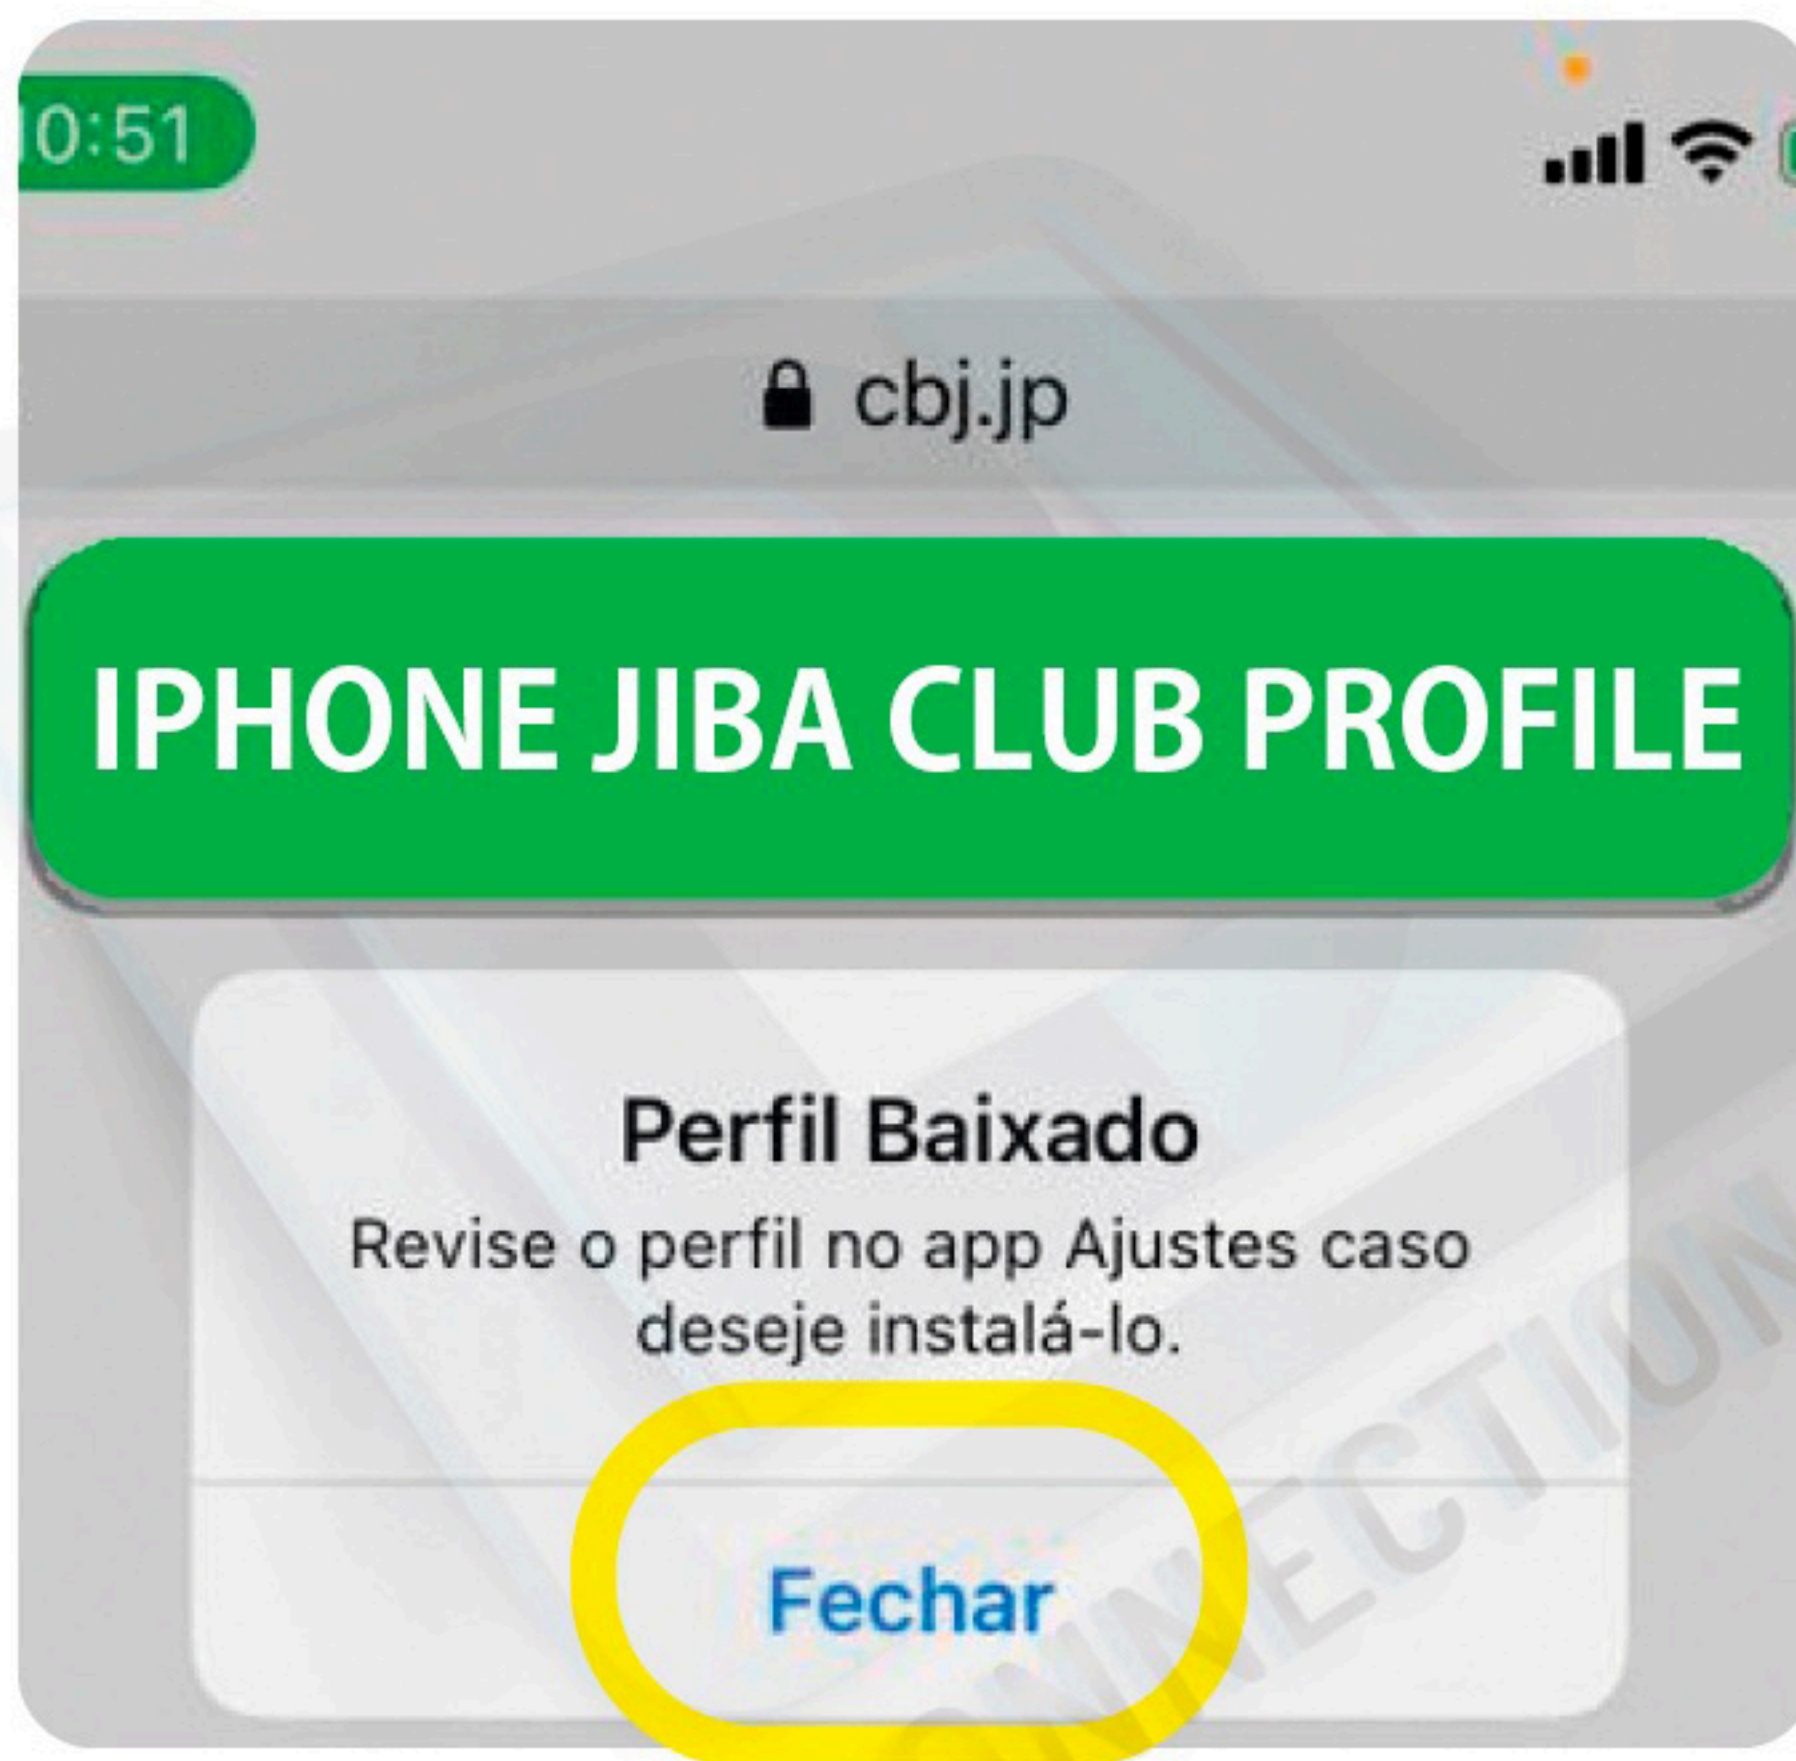 10:51
cbj.jp
IPHONE JIBA CLUB PROFILE
Perfil Baixado
Revise o perfil no app Ajustes caso
deseje instalá-lo.
Fechar